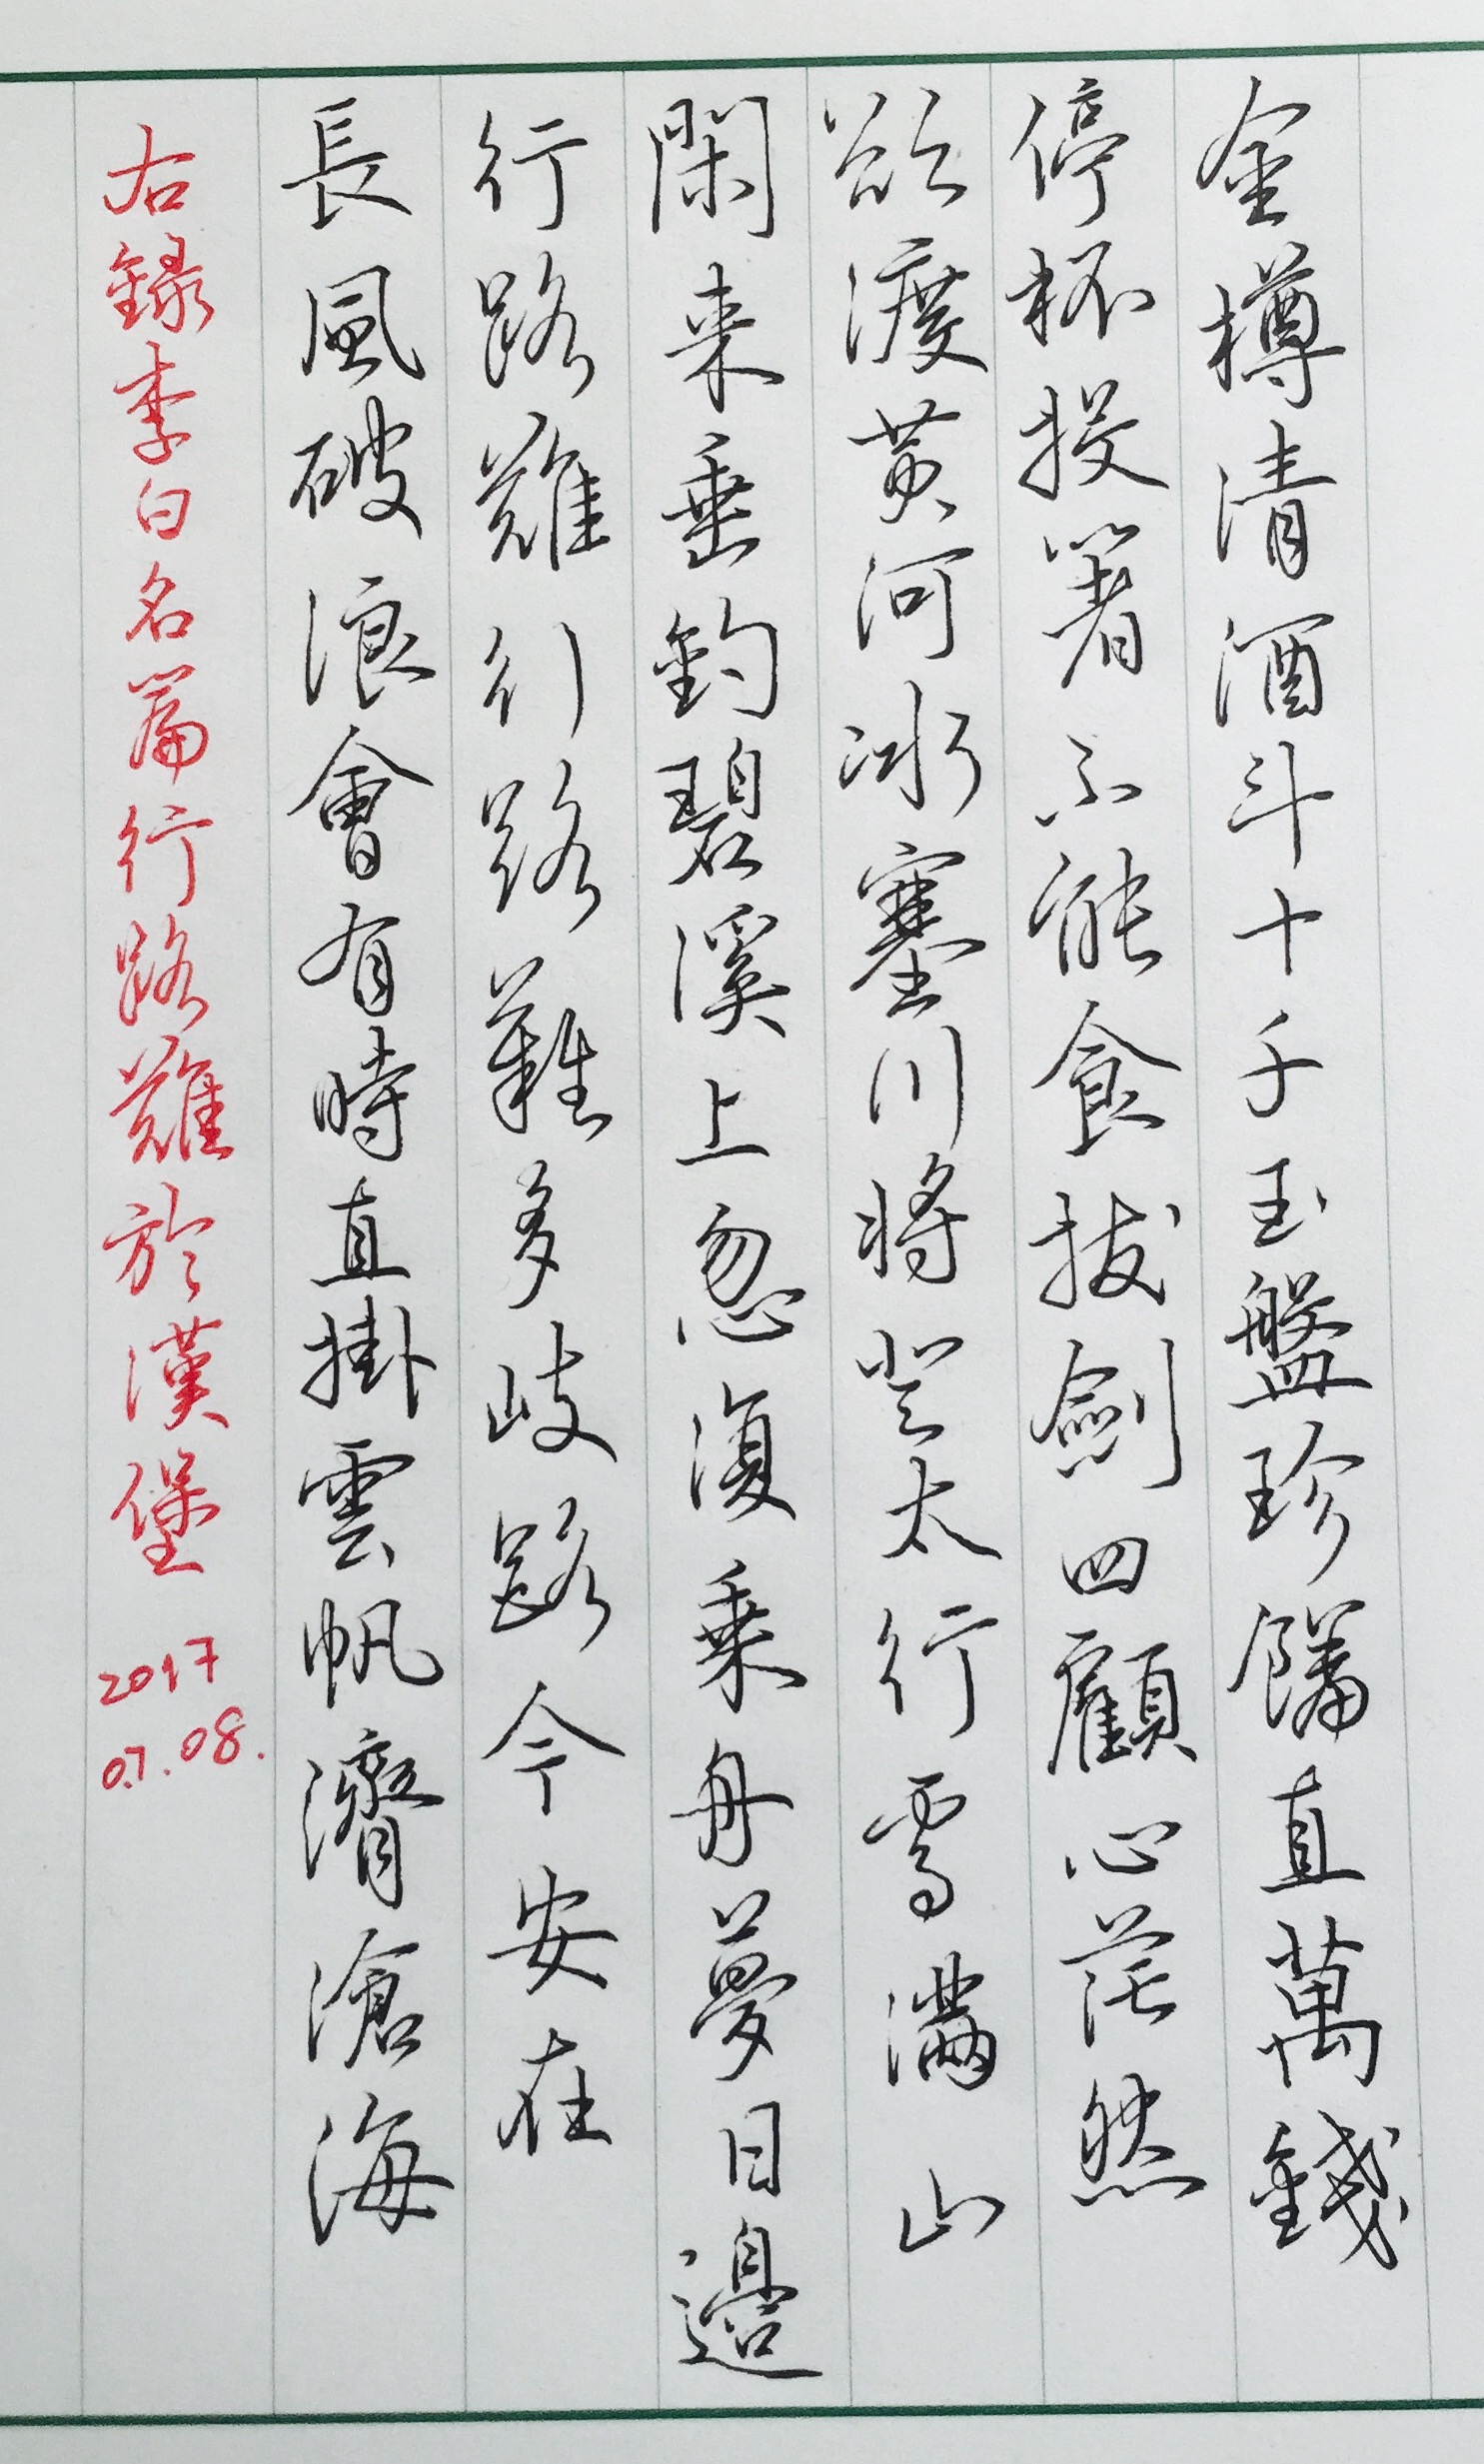 金樽清酒斗十千玉盤珍饈直萬錢
停杯投箸不能食拔劍四顧心茫然
欲渡黃河冰塞川將登太行雪滿山
閑來垂釣碧溪上忽復乘舟夢日邊
行路難行路難多歧路今安在
長風破浪會有時直掛雲帆濟滄海
右錄李白名篇行路難於漢堡
2017
07.08.